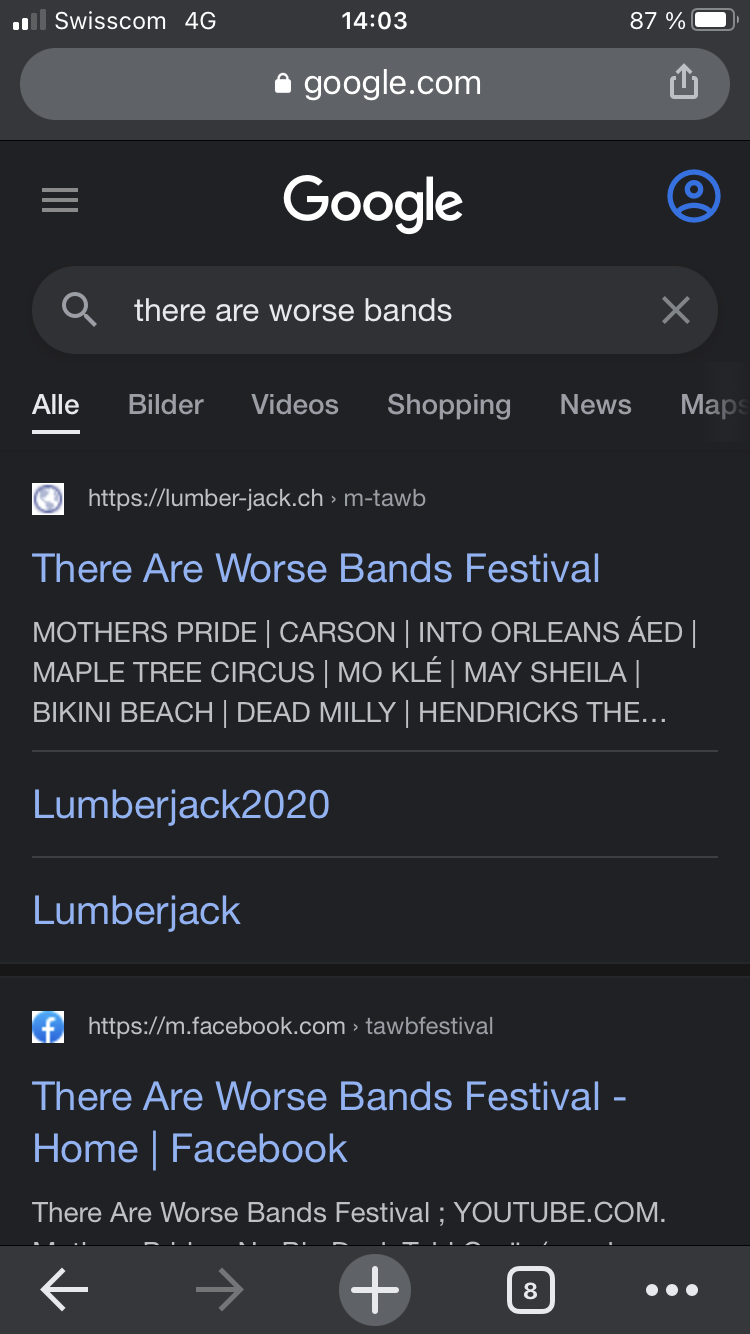 Swisscom 4G 14:03 87 %
google.com
Google
there are worse bands
Alle Bilder Videos Shopping News Maps
https://lumber-jack.ch › m-tawb
There Are Worse Bands Festival
MOTHERS PRIDE | CARSON | INTO ORLEANS ÁED |
MAPLE TREE CIRCUS | MO KLÉ | MAY SHEILA |
BIKINI BEACH | DEAD MILLY | HENDRICKS THE...
Lumberjack2020
Lumberjack
https://m.facebook.com › tawbfestival
There Are Worse Bands Festival -
Home | Facebook
There Are Worse Bands Festival ; YOUTUBE.COM.
8